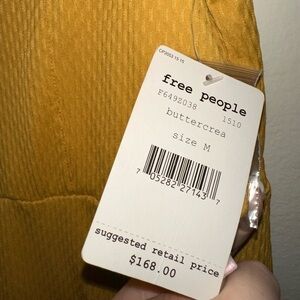 free people
F6492038 1510
buttercrea
size M
7 05282 27143 7
suggested retail price
$168.00